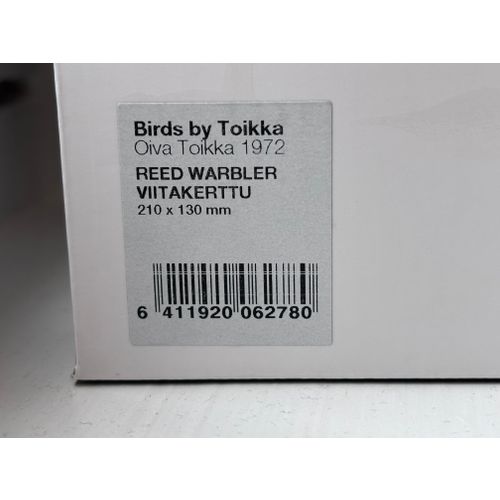 Birds by Toikka
Oiva Toikka 1972
REED WARBLER
VIITAKERTTU
210 x 130 mm
6 411920 062780